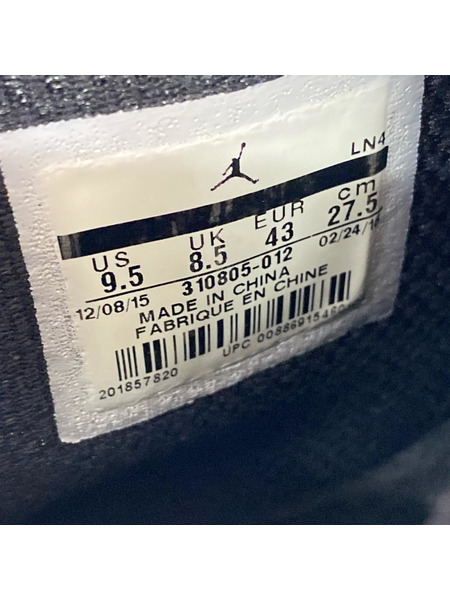 LN4
US UK EUR cm
9.5 8.5 43 27.5
12/08/15 310805-012
MADE IN CHINA
FABRIQUE EN CHINE
201857820